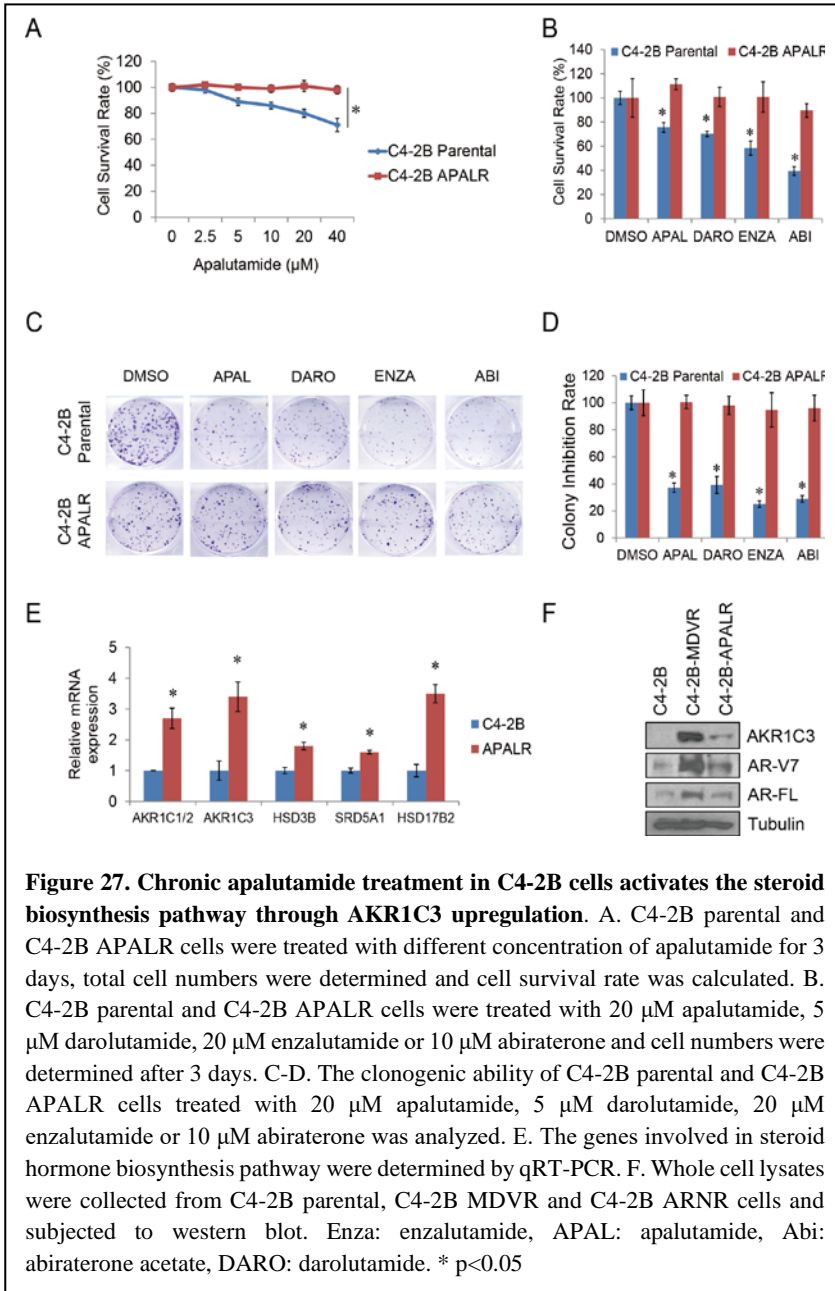 A
Cell Survival Rate (%)
120
100
80
60
40
20
0
0 2.5 5 10 20 40
Apalutamide (µM)
*
C4-2B Parental
C4-2B APALR
B
Cell Survival Rate (%)
140
120
100
80
60
40
20
0
C4-2B Parental C4-2B APALR
* * * *
DMSO APAL DARO ENZA ABI
C
DMSO APAL DARO ENZA ABI
C4-2B Parental
C4-2B APALR
D
Colony Inhibition Rate
120
100
80
60
40
20
0
C4-2B Parental C4-2B APALR
* * * *
DMSO APAL DARO ENZA ABI
E
Relative mRNA expression
5
4
3
2
1
0
* * * * *
AKR1C1/2 AKR1C3 HSD3B SRD5A1 HSD17B2
C4-2B
APALR
F
C4-2B
C4-2B-MDVR
C4-2B-APALR
AKR1C3
AR-V7
AR-FL
Tubulin
Figure 27. Chronic apalutamide treatment in C4-2B cells activates the steroid
biosynthesis pathway through AKR1C3 upregulation. A. C4-2B parental and
C4-2B APALR cells were treated with different concentration of apalutamide for 3
days, total cell numbers were determined and cell survival rate was calculated. B.
C4-2B parental and C4-2B APALR cells were treated with 20 µM apalutamide, 5
µM darolutamide, 20 µM enzalutamide or 10 µM abiraterone and cell numbers were
determined after 3 days. C-D. The clonogenic ability of C4-2B parental and C4-2B
APALR cells treated with 20 µM apalutamide, 5 µM darolutamide, 20 µM
enzalutamide or 10 µM abiraterone was analyzed. E. The genes involved in steroid
hormone biosynthesis pathway were determined by qRT-PCR. F. Whole cell lysates
were collected from C4-2B parental, C4-2B MDVR and C4-2B ARNR cells and
subjected to western blot. Enza: enzalutamide, APAL: apalutamide, Abi:
abiraterone acetate, DARO: darolutamide. * p<0.05